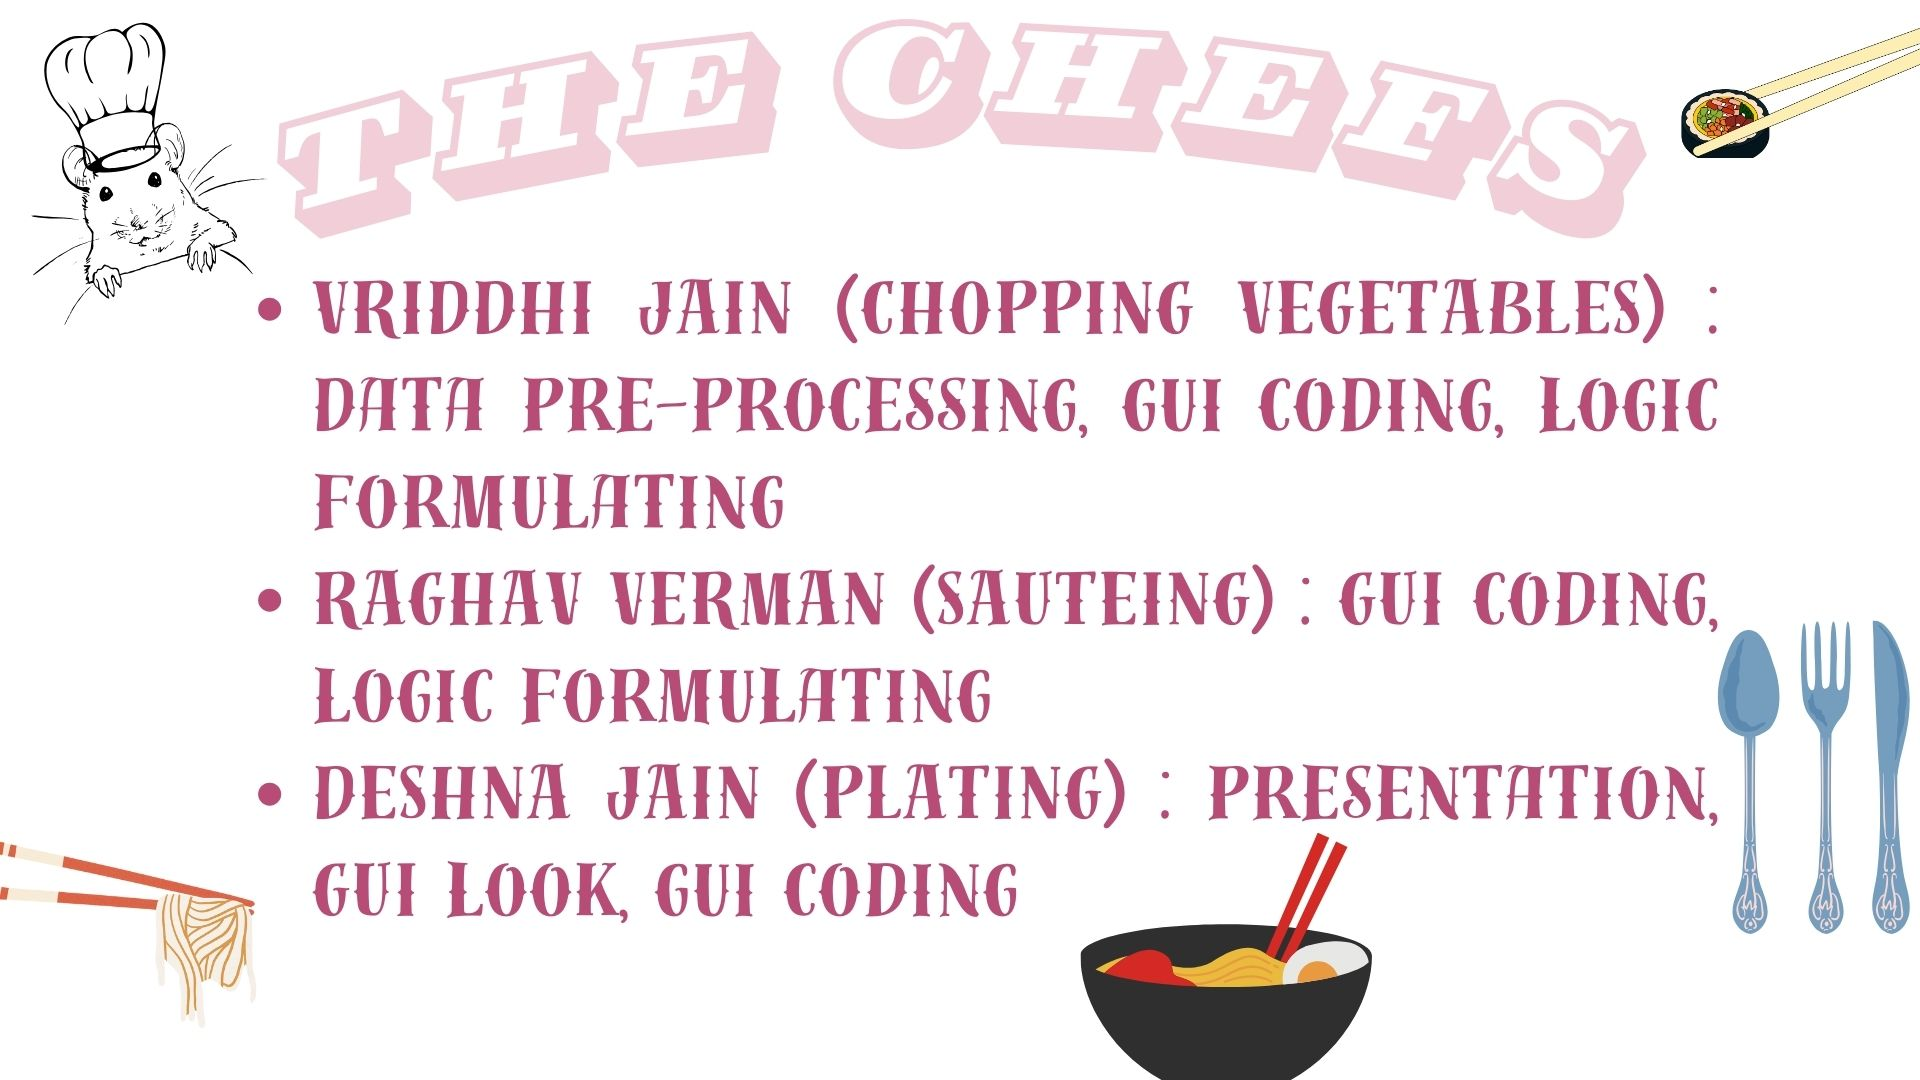 THE CHEFS
• VRIDDHI JAIN (CHOPPING VEGETABLES) :
DATA PRE-PROCESSING, GUI CODING, LOGIC
FORMULATING
• RAGHAV VERMAN (SAUTEING) : GUI CODING,
LOGIC FORMULATING
• DESHNA JAIN (PLATING) : PRESENTATION,
GUI LOOK, GUI CODING